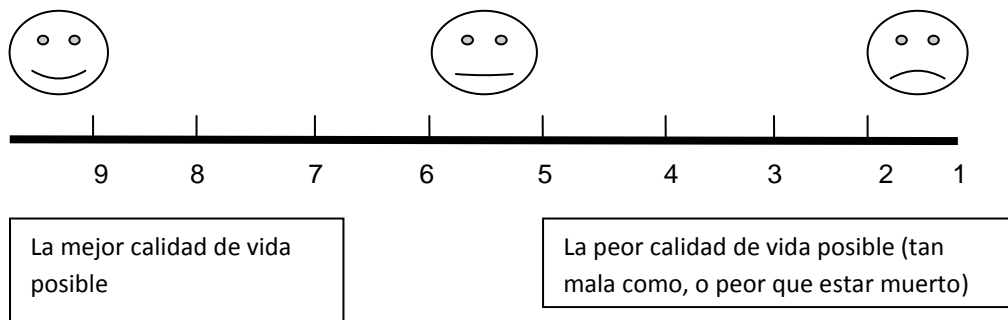 9 8 7 6 5 4 3 2 1
La mejor calidad de vida
posible
La peor calidad de vida posible (tan
mala como, o peor que estar muerto)